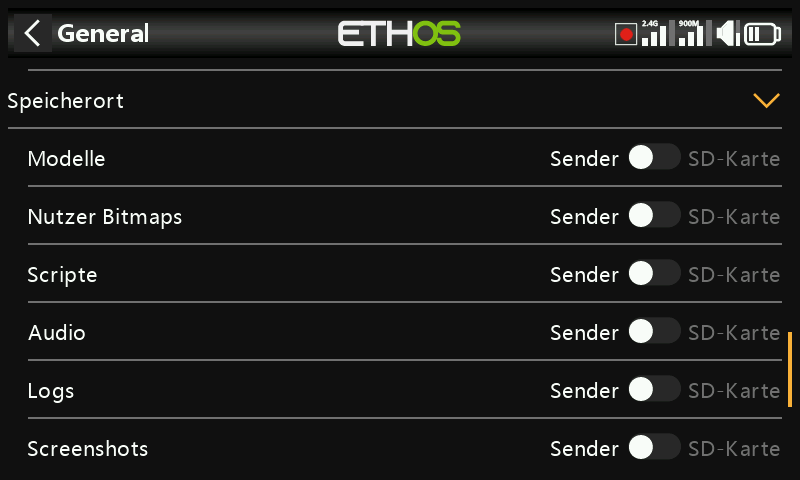 General
ETHOS
2.4G
900M
Speicherort
Modelle Sender SD-Karte
Nutzer Bitmaps Sender SD-Karte
Scripte Sender SD-Karte
Audio Sender SD-Karte
Logs Sender SD-Karte
Screenshots Sender SD-Karte